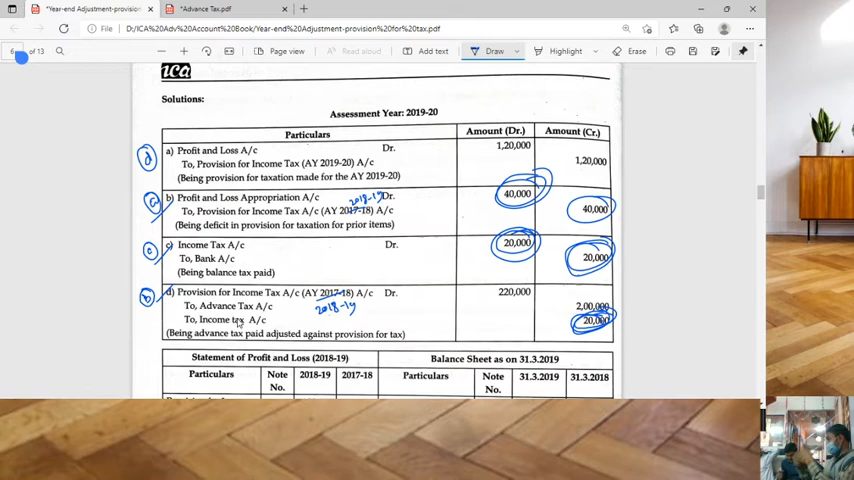 *Year-end Adjustment-provision
*Advance Tax.pdf
File
D:/ICA%20Adv%20Account%20Book/Year-end%20Adjustment-provision%20for%20tax.pdf
6 of 13
Page view
Read aloud
Add text
Draw
Highlight
Erase
ica
Solutions:
Assessment Year: 2019-20
Particulars Amount (Dr.) Amount (Cr.)
d a) Profit and Loss A/c Dr. 1,20,000
To, Provision for Income Tax (AY 2019-20) A/c 1,20,000
(Being provision for taxation made for the AY 2019-20)
a b) Profit and Loss Appropriation A/c Dr. 40,000
2018-19
To, Provision for Income Tax (AY 2017-18) A/c 40,000
(Being deficit in provision for taxation for prior items)
c c) Income Tax A/c Dr. 20,000
To, Bank A/c 20,000
(Being balance tax paid)
b d) Provision for Income Tax A/c (AY 2017-18) A/c Dr. 220,000
2018-19
To, Advance Tax A/c 2,00,000
To, Income tax A/c 20,000
(Being advance tax paid adjusted against provision for tax)
Statement of Profit and Loss (2018-19) Balance Sheet as on 31.3.2019
Particulars Note No. 2018-19 2017-18 Particulars Note No. 31.3.2019 31.3.2018